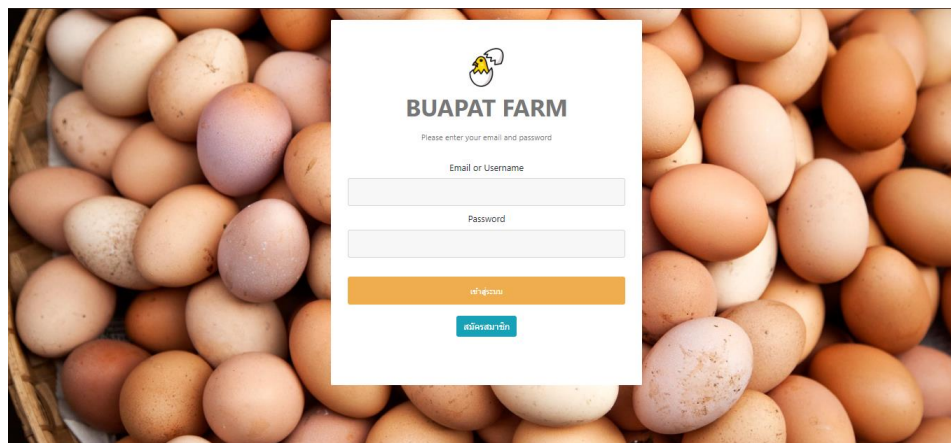 BUAPAT FARM
Please enter your email and password
Email or Username
Password
เข้าสู่ระบบ
สมัครสมาชิก